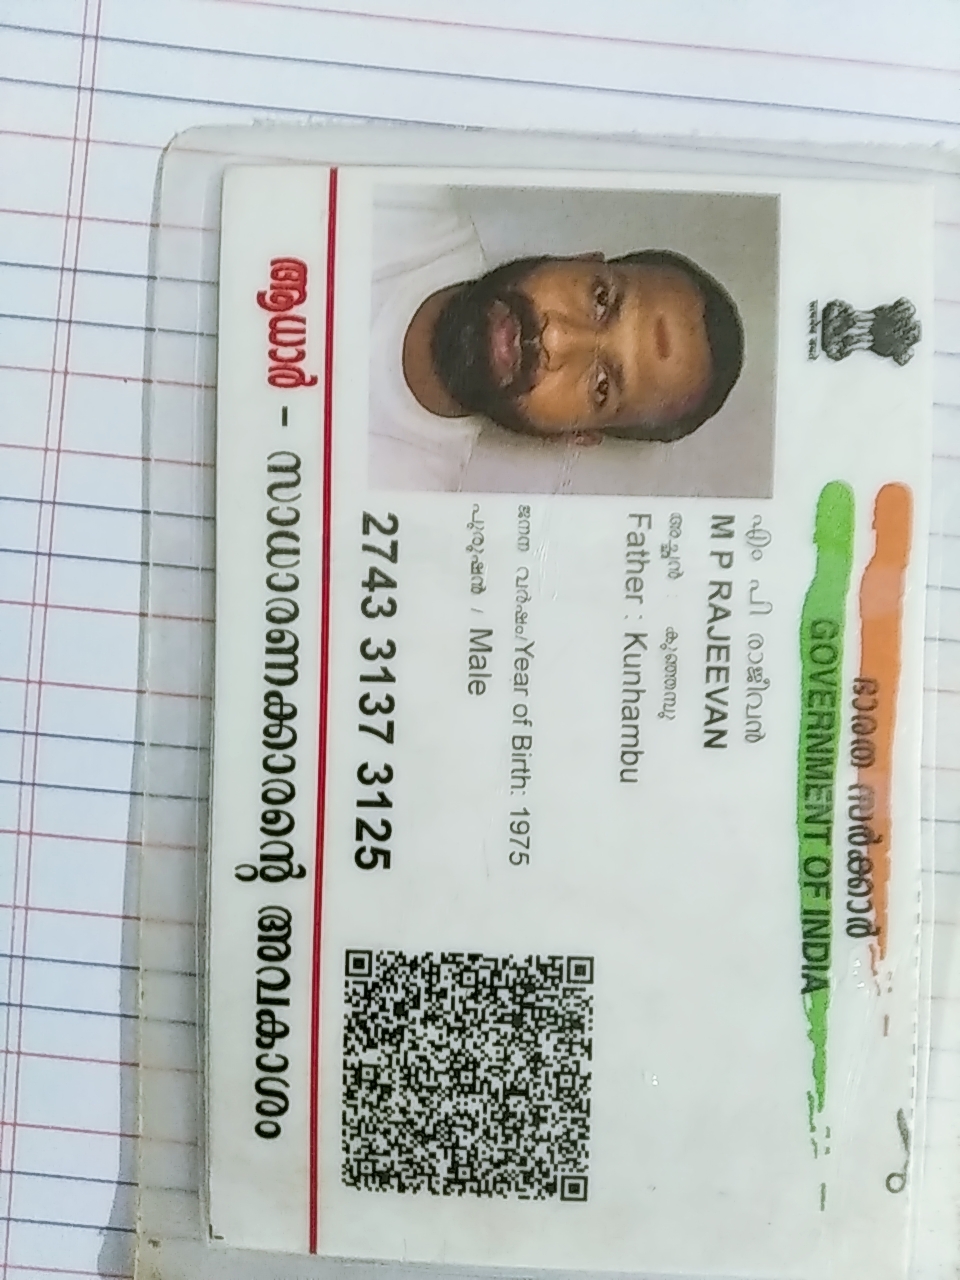 ഭാരത സർക്കാർ
GOVERNMENT OF INDIA
എം പി രാജീവൻ
M P RAJEEVAN
അച്ഛൻ : കുഞ്ഞമ്പു
Father : Kunhambu
ജനന വർഷം/Year of Birth: 1975
പുരുഷൻ / Male
2743 3137 3125
ആധാർ - സാധാരണക്കാരന്റെ അവകാശം